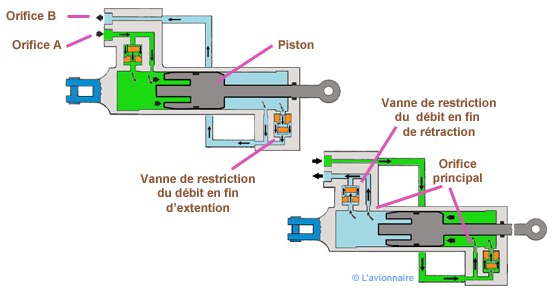 Orifice B
Orifice A
Piston
Vanne de restriction
du débit en fin
d'extention
Vanne de restriction
du débit en fin
de rétraction
Orifice
principal
© L'avionnaire